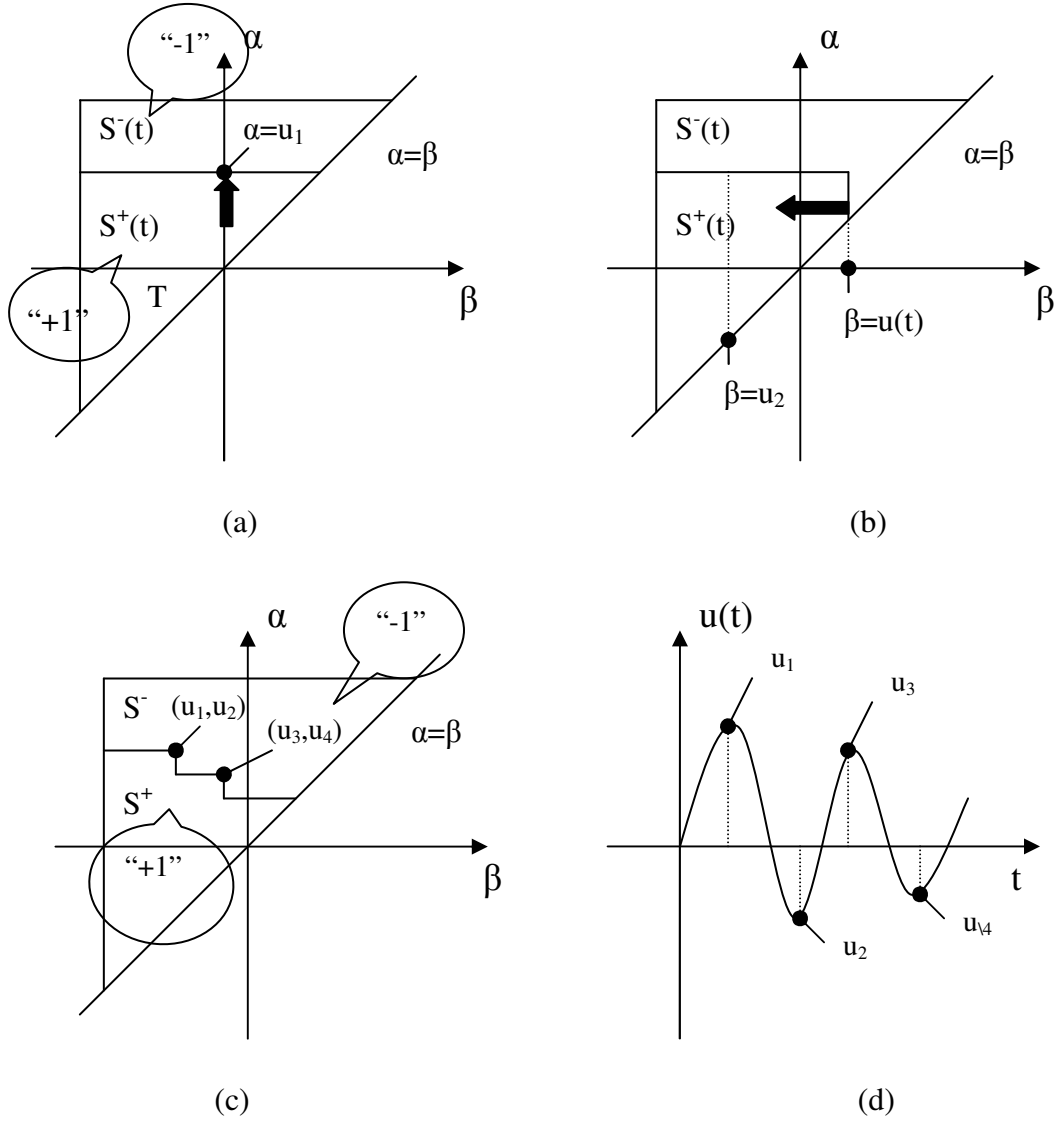 “-1”
α
S⁻(t)
α=u₁
α=β
S⁺(t)
T
β
“+1”
(a)
α
S⁻(t)
α=β
S⁺(t)
β
β=u(t)
β=u₂
(b)
α
“-1”
S⁻
(u₁,u₂)
(u₃,u₄)
α=β
S⁺
“+1”
β
(c)
u(t)
u₁
u₃
t
u₂
u\4
(d)